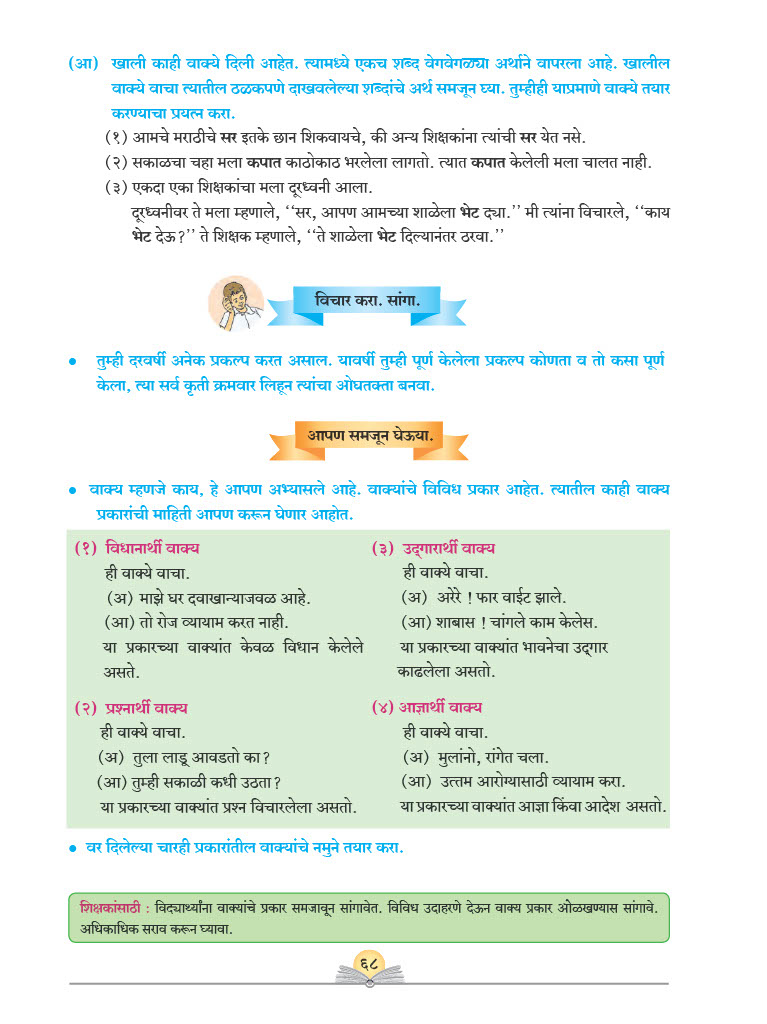 (आ) खाली काही वाक्ये दिली आहेत. त्यामध्ये एकच शब्द वेगवेगळ्या अर्थाने वापरला आहे. खालील
वाक्ये वाचा त्यातील ठळकपणे दाखवलेल्या शब्दांचे अर्थ समजून घ्या. तुम्हीही याप्रमाणे वाक्ये तयार
करण्याचा प्रयत्न करा.
(१) आमचे मराठीचे सर इतके छान शिकवायचे, की अन्य शिक्षकांना त्यांची सर येत नसे.
(२) सकाळचा चहा मला कपात काठोकाठ भरलेला लागतो. त्यात कपात केलेली मला चालत नाही.
(३) एकदा एका शिक्षकांचा मला दूरध्वनी आला.
दूरध्वनीवर ते मला म्हणाले, ‘‘सर, आपण आमच्या शाळेला भेट द्या.’’ मी त्यांना विचारले, ‘‘काय
भेट देऊ?’’ ते शिक्षक म्हणाले, ‘‘ते शाळेला भेट दिल्यानंतर ठरवा.’’
विचार करा. सांगा.
• तुम्ही दरवर्षी अनेक प्रकल्प करत असाल. यावर्षी तुम्ही पूर्ण केलेला प्रकल्प कोणता व तो कसा पूर्ण
केला, त्या सर्व कृती क्रमवार लिहून त्यांचा ओघतक्ता बनवा.
आपण समजून घेऊया.
• वाक्य म्हणजे काय, हे आपण अभ्यासले आहे. वाक्यांचे विविध प्रकार आहेत. त्यातील काही वाक्य
प्रकारांची माहिती आपण करून घेणार आहोत.
(१) विधानार्थी वाक्य
ही वाक्ये वाचा.
(अ) माझे घर दवाखान्याजवळ आहे.
(आ) तो रोज व्यायाम करत नाही.
या प्रकारच्या वाक्यांत केवळ विधान केलेले
असते.
(२) प्रश्नार्थी वाक्य
ही वाक्ये वाचा.
(अ) तुला लाडू आवडतो का?
(आ) तुम्ही सकाळी कधी उठता?
या प्रकारच्या वाक्यांत प्रश्न विचारलेला असतो.
(३) उद्‌गारार्थी वाक्य
ही वाक्ये वाचा.
(अ) अरेरे ! फार वाईट झाले.
(आ) शाबास ! चांगले काम केलेस.
या प्रकारच्या वाक्यांत भावनेचा उद्‌गार
काढलेला असतो.
(४) आज्ञार्थी वाक्य
ही वाक्ये वाचा.
(अ) मुलांनो, रांगेत चला.
(आ) उत्तम आरोग्यासाठी व्यायाम करा.
या प्रकारच्या वाक्यांत आज्ञा किंवा आदेश असतो.
• वर दिलेल्या चारही प्रकारांतील वाक्यांचे नमुने तयार करा.
शिक्षकांसाठी : विद्यार्थ्यांना वाक्यांचे प्रकार समजावून सांगावेत. विविध उदाहरणे देऊन वाक्य प्रकार ओळखण्यास सांगावे.
अधिकाधिक सराव करून घ्यावा.
६८